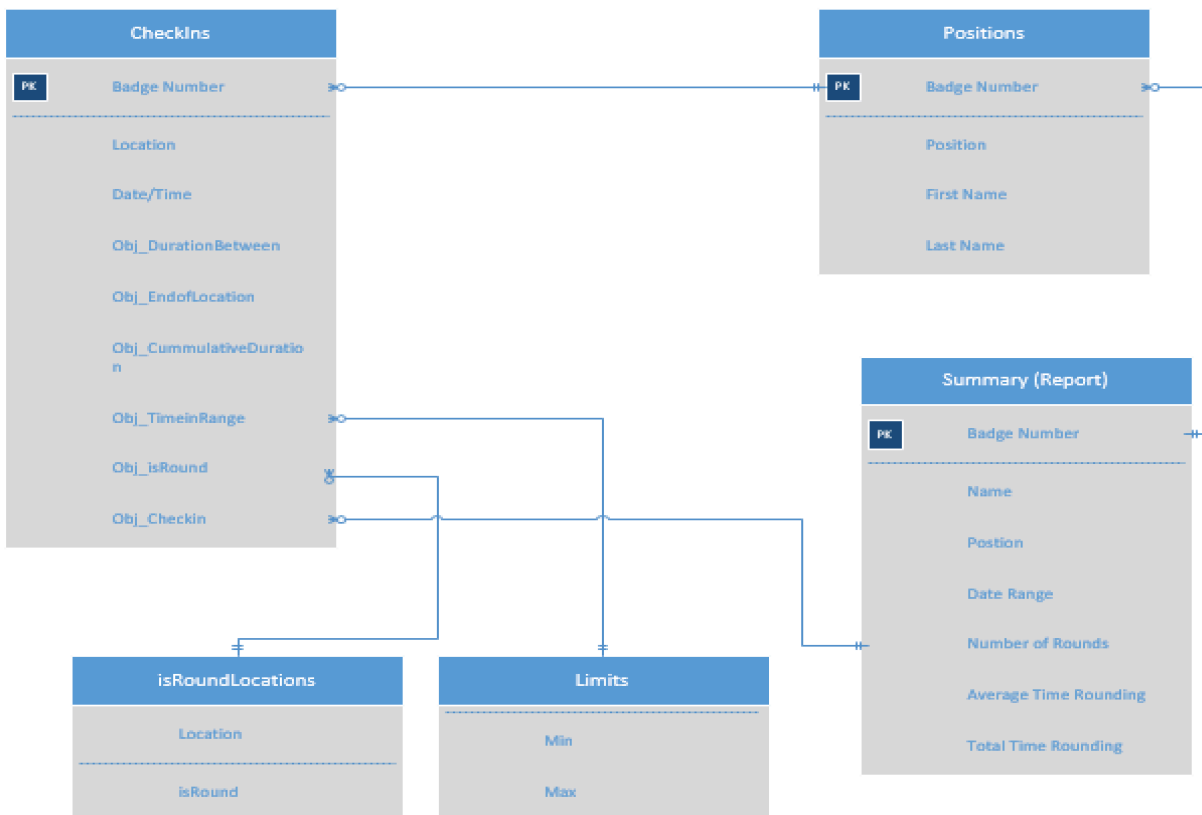 CheckIns
PK
Badge Number
Location
Date/Time
Obj_DurationBetween
Obj_EndofLocation
Obj_CummulativeDuratio
n
Obj_TimeinRange
Obj_isRound
Obj_Checkin
Positions
PK
Badge Number
Position
First Name
Last Name
Summary (Report)
PK
Badge Number
Name
Postion
Date Range
Number of Rounds
Average Time Rounding
Total Time Rounding
isRoundLocations
Location
isRound
Limits
Min
Max